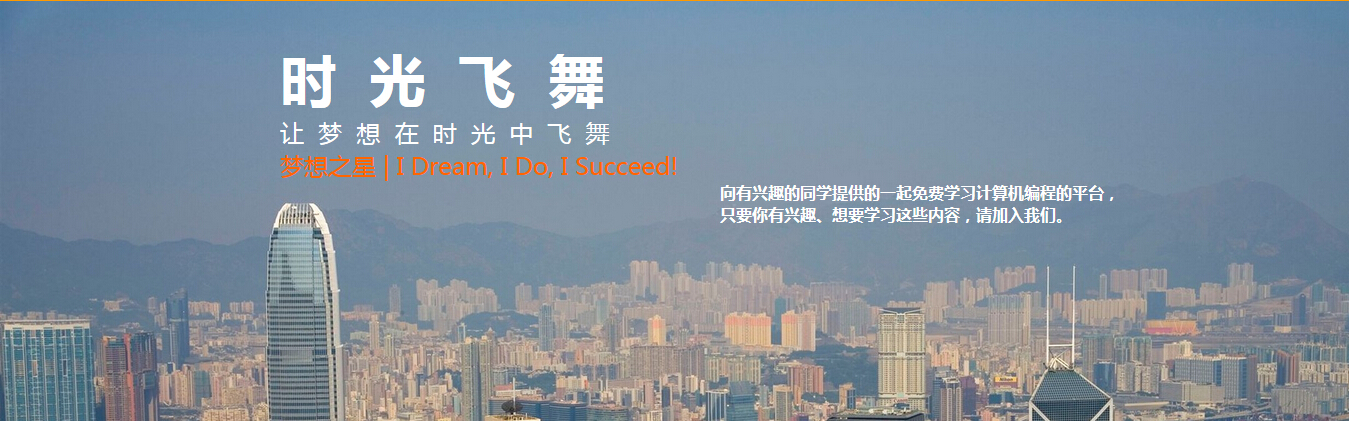 时光飞舞
让梦想在时光中飞舞
梦想之星 | I Dream, I Do, I Succeed!
向有兴趣的同学提供的一起免费学习计算机编程的平台，
只要你有兴趣、想要学习这些内容，请加入我们。
Nikon